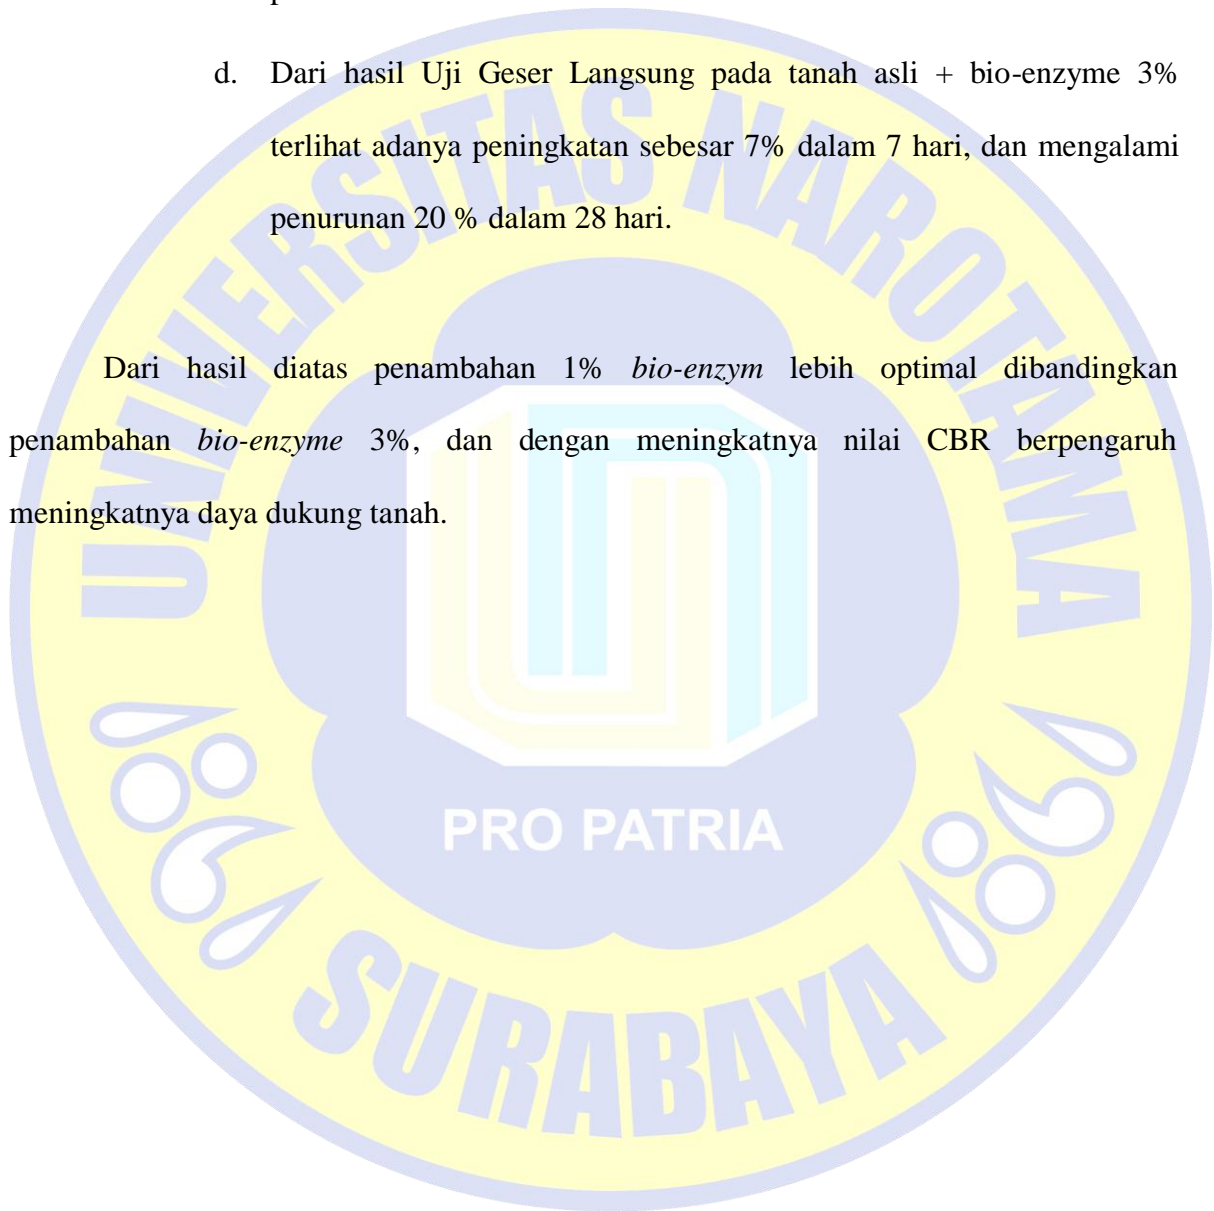 d. Dari hasil Uji Geser Langsung pada tanah asli + bio-enzyme 3%
terlihat adanya peningkatan sebesar 7% dalam 7 hari, dan mengalami
penurunan 20 % dalam 28 hari.
Dari hasil diatas penambahan 1% bio-enzym lebih optimal dibandingkan
penambahan bio-enzyme 3%, dan dengan meningkatnya nilai CBR berpengaruh
meningkatnya daya dukung tanah.
UNIVERSITAS NAROTAMA
PRO PATRIA
SURABAYA